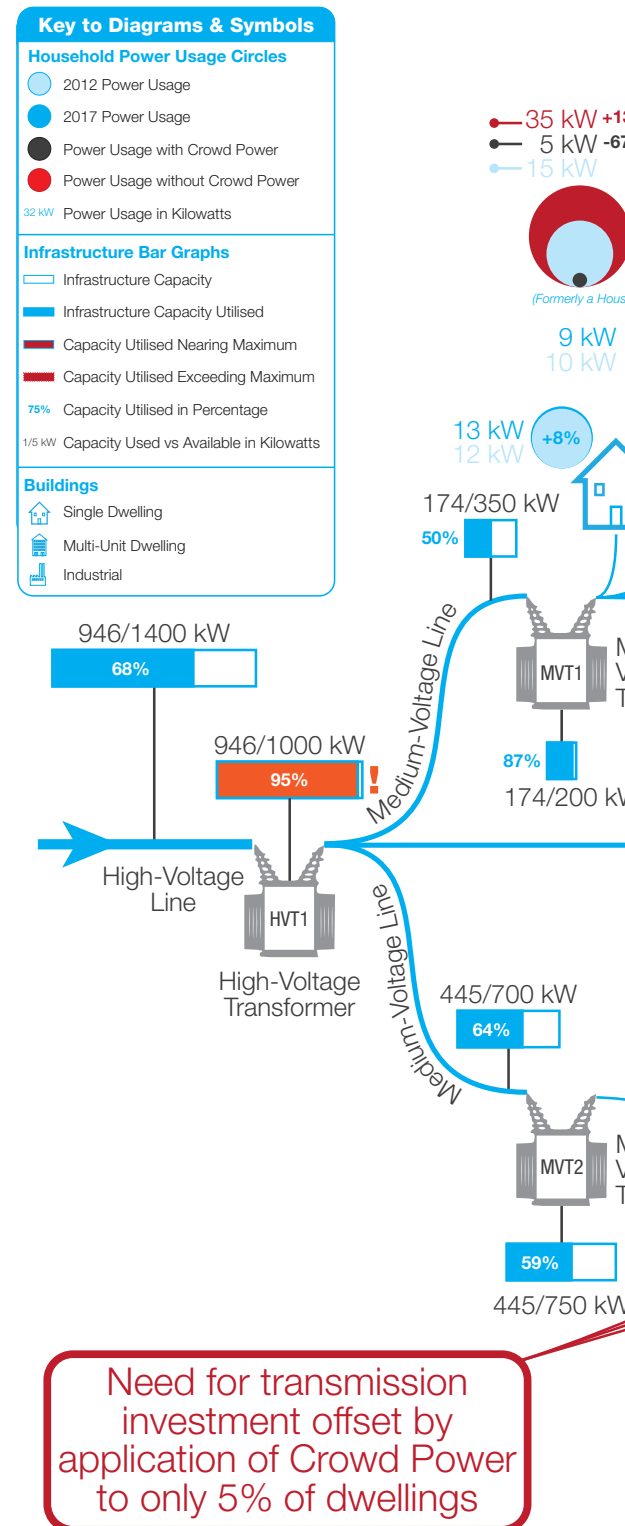 Key to Diagrams & Symbols
Household Power Usage Circles
2012 Power Usage
2017 Power Usage
Power Usage with Crowd Power
Power Usage without Crowd Power
32 kW Power Usage in Kilowatts
Infrastructure Bar Graphs
Infrastructure Capacity
Infrastructure Capacity Utilised
Capacity Utilised Nearing Maximum
Capacity Utilised Exceeding Maximum
75% Capacity Utilised in Percentage
1/5 kW Capacity Used vs Available in Kilowatts
Buildings
Single Dwelling
Multi-Unit Dwelling
Industrial
35 kW
5 kW
15 kW
(Formerly a
9 kW
10 kW
13 kW
12 kW
+8%
174/350 kW
50%
Medium-Voltage Line
MVT1
87%
174/200
946/1400 kW
68%
946/1000 kW
95%
!
High-Voltage
Line
HVT1
High-Voltage
Transformer
Medium-Voltage Line
445/700 kW
64%
MVT2
59%
445/750 kW
Need for transmission
investment offset by
application of Crowd Power
to only 5% of dwellings